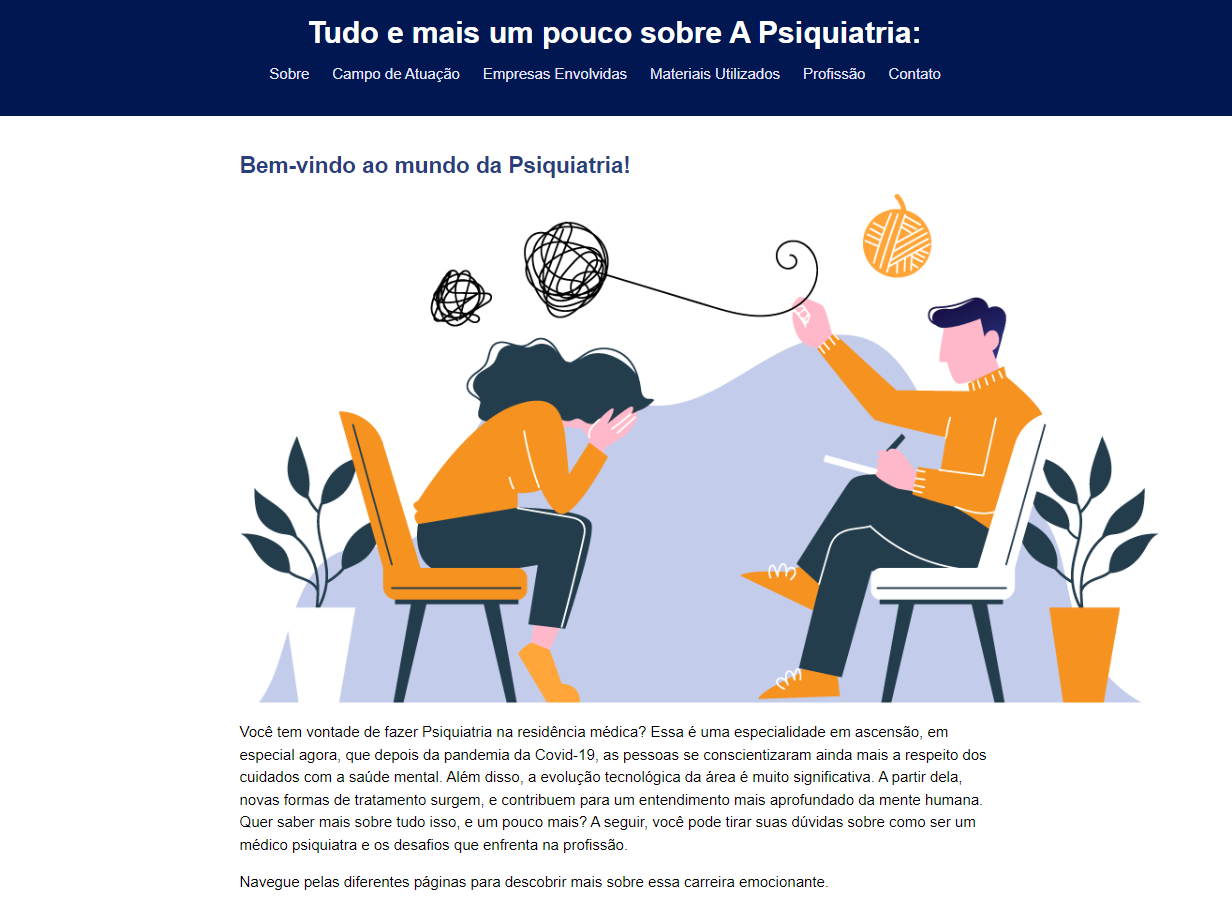 Tudo e mais um pouco sobre A Psiquiatria:
Sobre Campo de Atuação Empresas Envolvidas Materiais Utilizados Profissão Contato
Bem-vindo ao mundo da Psiquiatria!
Você tem vontade de fazer Psiquiatria na residência médica? Essa é uma especialidade em ascensão, em
especial agora, que depois da pandemia da Covid-19, as pessoas se conscientizaram ainda mais a respeito dos
cuidados com a saúde mental. Além disso, a evolução tecnológica da área é muito significativa. A partir dela,
novas formas de tratamento surgem, e contribuem para um entendimento mais aprofundado da mente humana.
Quer saber mais sobre tudo isso, e um pouco mais? A seguir, você pode tirar suas dúvidas sobre como ser um
médico psiquiatra e os desafios que enfrenta na profissão.
Navegue pelas diferentes páginas para descobrir mais sobre essa carreira emocionante.